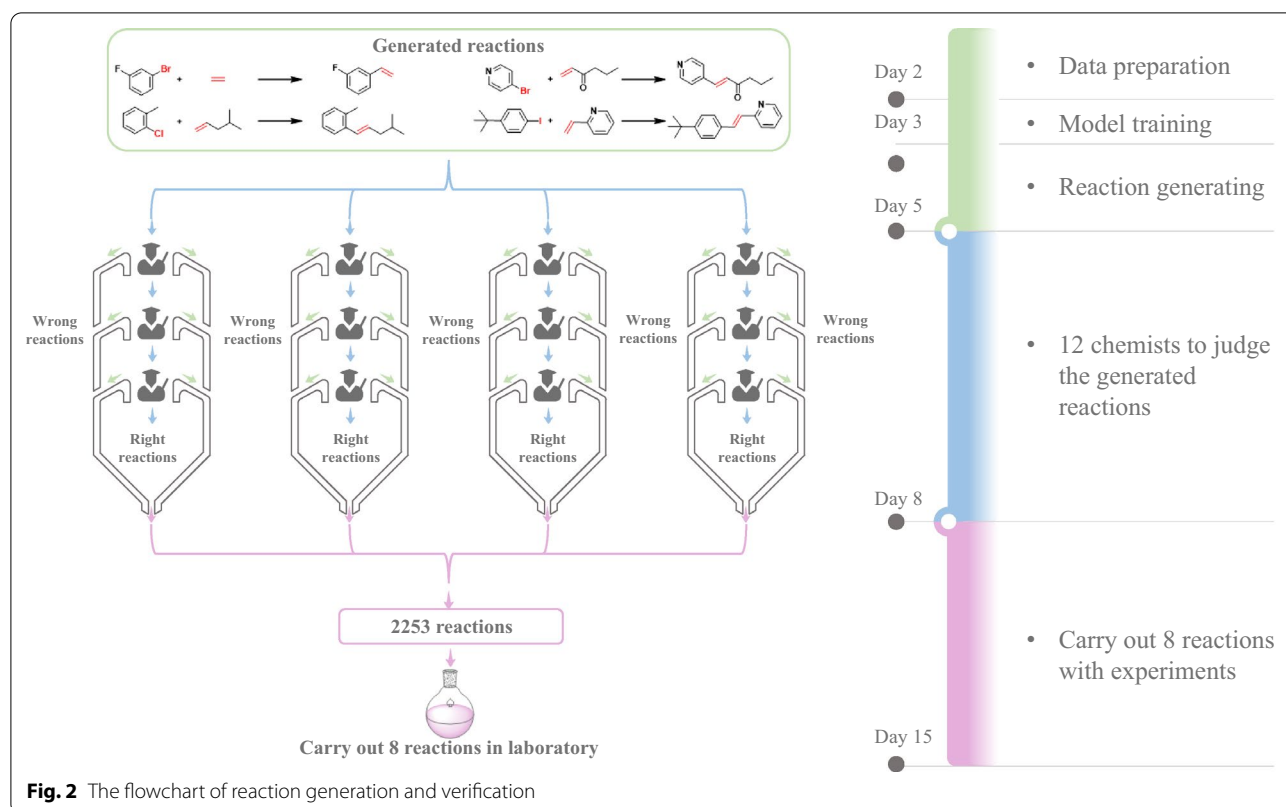 Generated reactions
F
Br
+
F
N
Br
+
O
N
O
Cl
+
I
+
N
N
Wrong
reactions
Wrong
reactions
Wrong
reactions
Wrong
reactions
Wrong
reactions
Right
reactions
Right
reactions
Right
reactions
Right
reactions
2253 reactions
Carry out 8 reactions in laboratory
Day 2
• Data preparation
Day 3
• Model training
• Reaction generating
Day 5
• 12 chemists to judge
the generated
reactions
Day 8
• Carry out 8 reactions
with experiments
Day 15
Fig. 2 The flowchart of reaction generation and verification